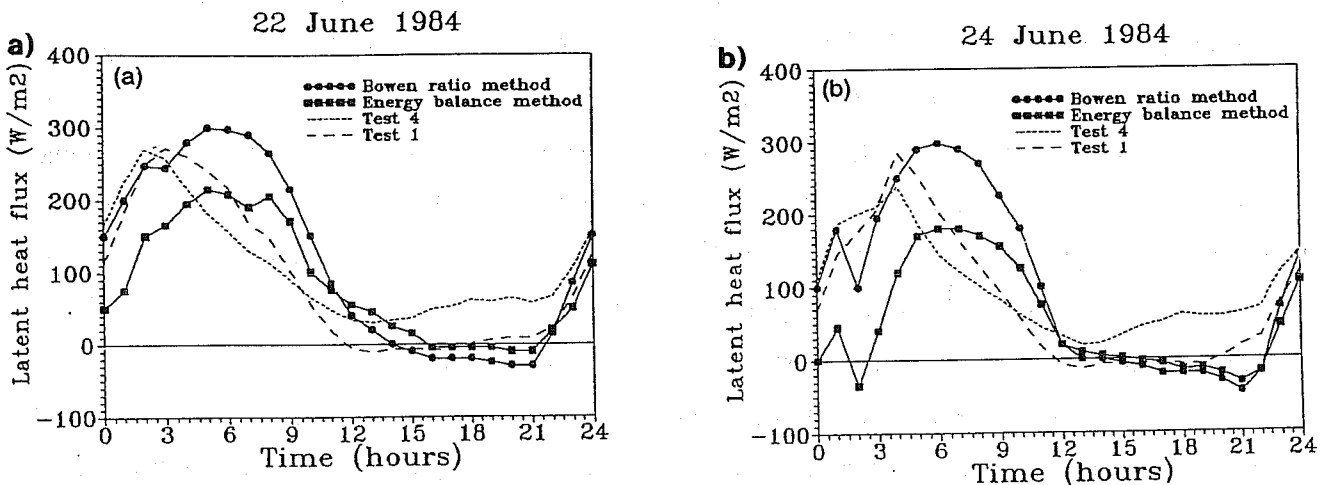 22 June 1984
a)
(a)
Bowen ratio method
Energy balance method
Test 4
Test 1
Latent heat flux (W/m2)
400
300
200
100
0
-100
0 3 6 9 12 15 18 21 24
Time (hours)
24 June 1984
b)
(b)
Bowen ratio method
Energy balance method
Test 4
Test 1
Latent heat flux (W/m2)
400
300
200
100
0
-100
0 3 6 9 12 15 18 21 24
Time (hours)